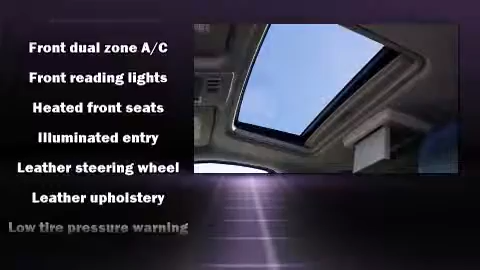 Front dual zone A/C
Front reading lights
Heated front seats
Illuminated entry
Leather steering wheel
Leather upholstery
Low tire pressure warning